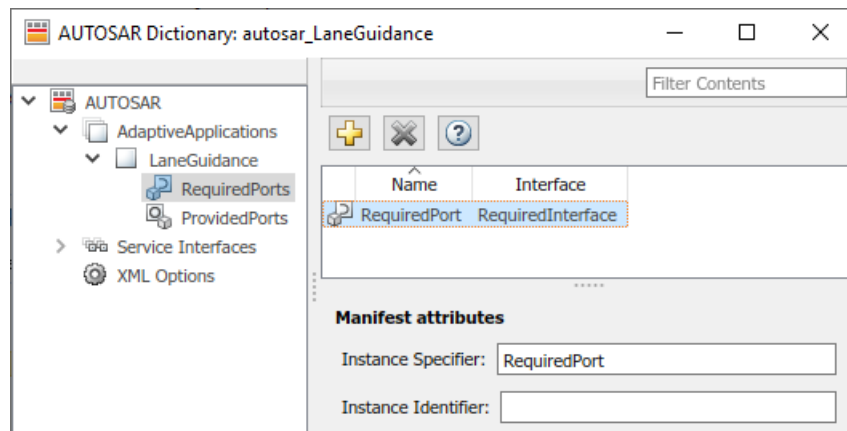 AUTOSAR Dictionary: autosar_LaneGuidance
Filter Contents
AUTOSAR
AdaptiveApplications
LaneGuidance
RequiredPorts
ProvidedPorts
Service Interfaces
XML Options
Name Interface
RequiredPort RequiredInterface
Manifest attributes
Instance Specifier: RequiredPort
Instance Identifier: